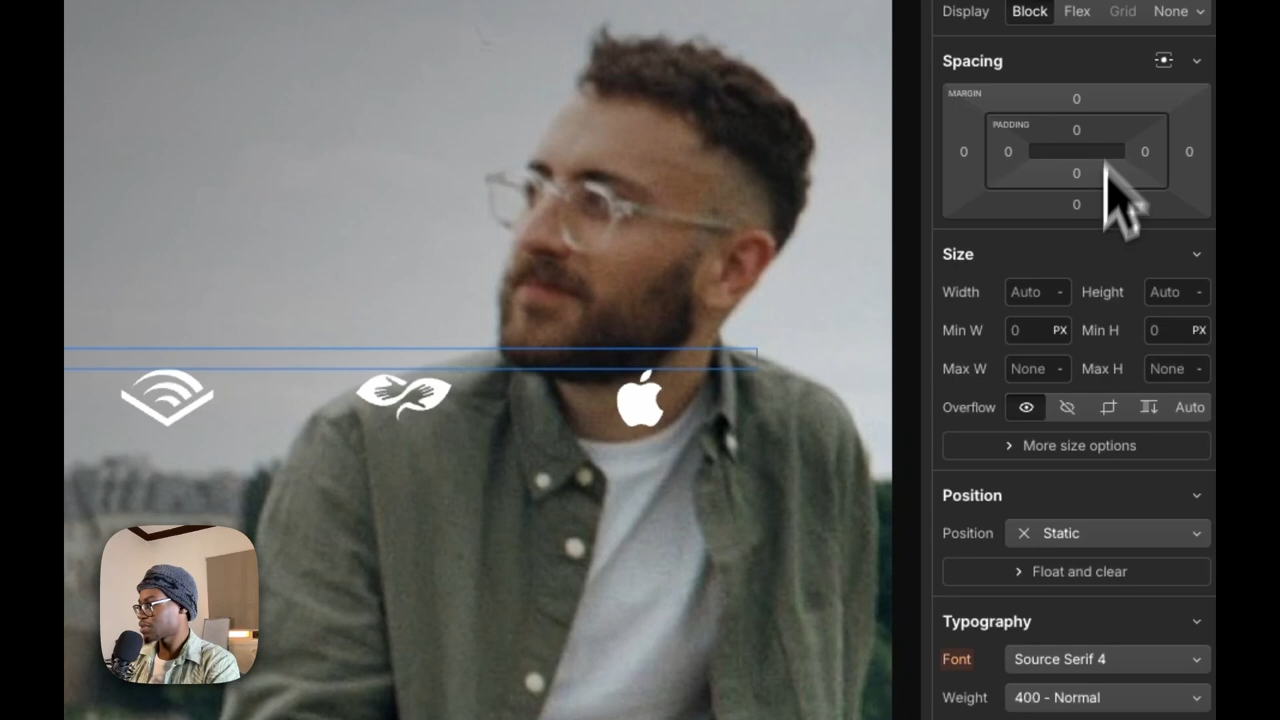 Display Block Flex Grid None
Spacing
MARGIN
0
PADDING
0
0 0 0 0
0
0
Size
Width Auto - Height Auto -
Min W 0 PX Min H 0 PX
Max W None - Max H None -
Overflow Auto
More size options
Position
Position Static
Float and clear
Typography
Font Source Serif 4
Weight 400 - Normal